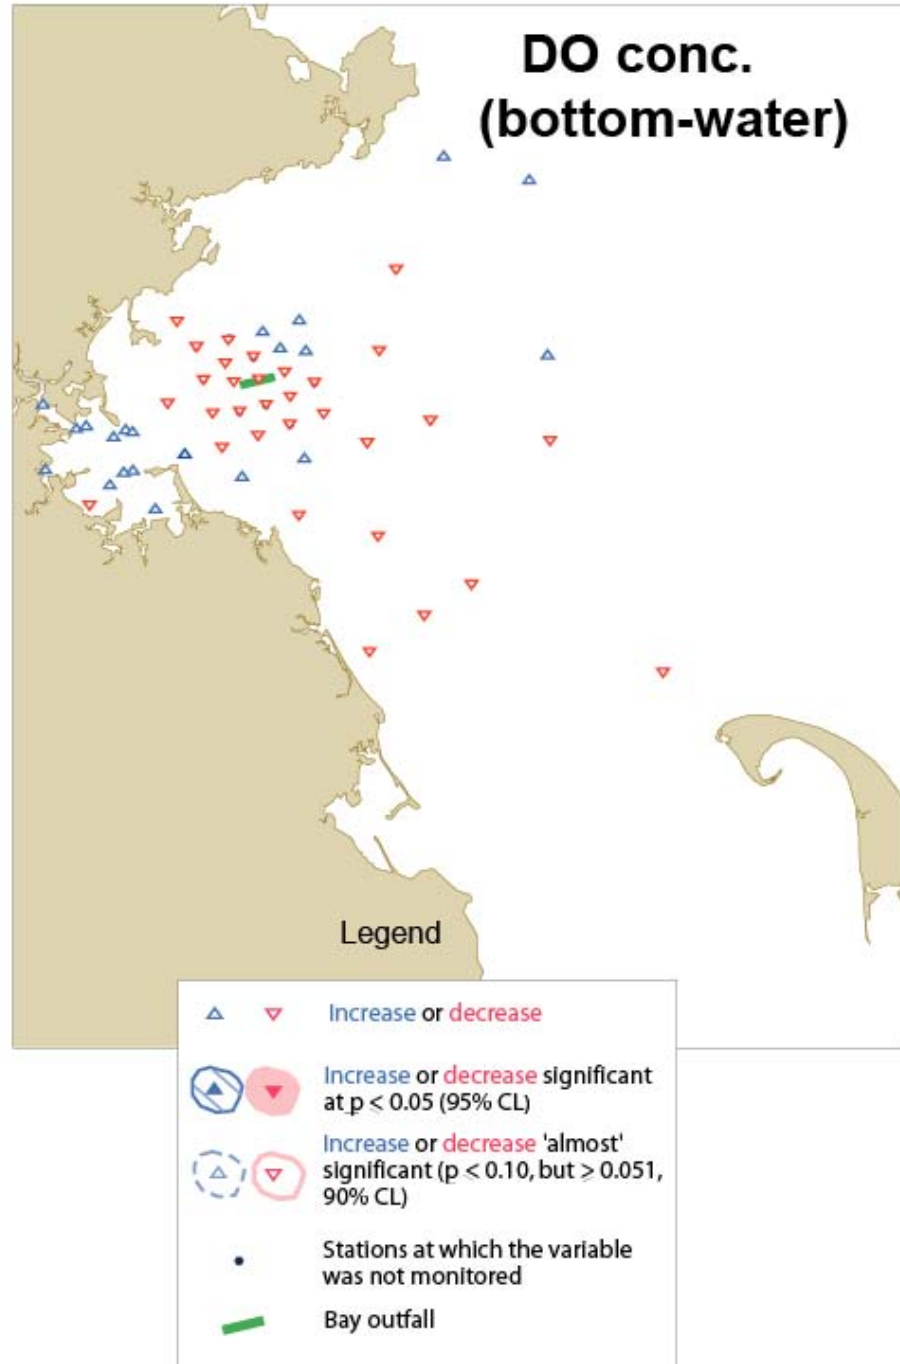 DO conc.
(bottom-water)
Legend
Increase or decrease
Increase or decrease significant
at p < 0.05 (95% CL)
Increase or decrease 'almost'
significant (p < 0.10, but > 0.051,
90% CL)
Stations at which the variable
was not monitored
Bay outfall